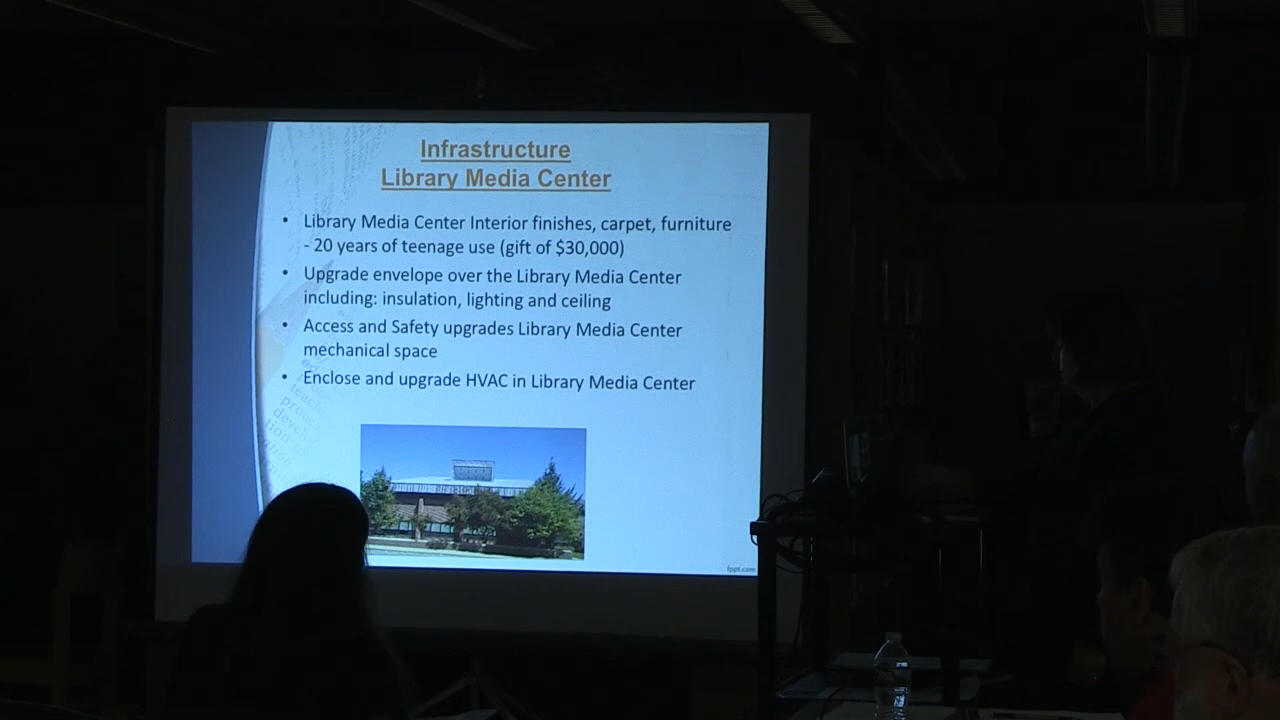 Infrastructure
Library Media Center
• Library Media Center Interior finishes, carpet, furniture
- 20 years of teenage use (gift of $30,000)
• Upgrade envelope over the Library Media Center
including: insulation, lighting and ceiling
• Access and Safety upgrades Library Media Center
mechanical space
• Enclose and upgrade HVAC in Library Media Center
fppt.com